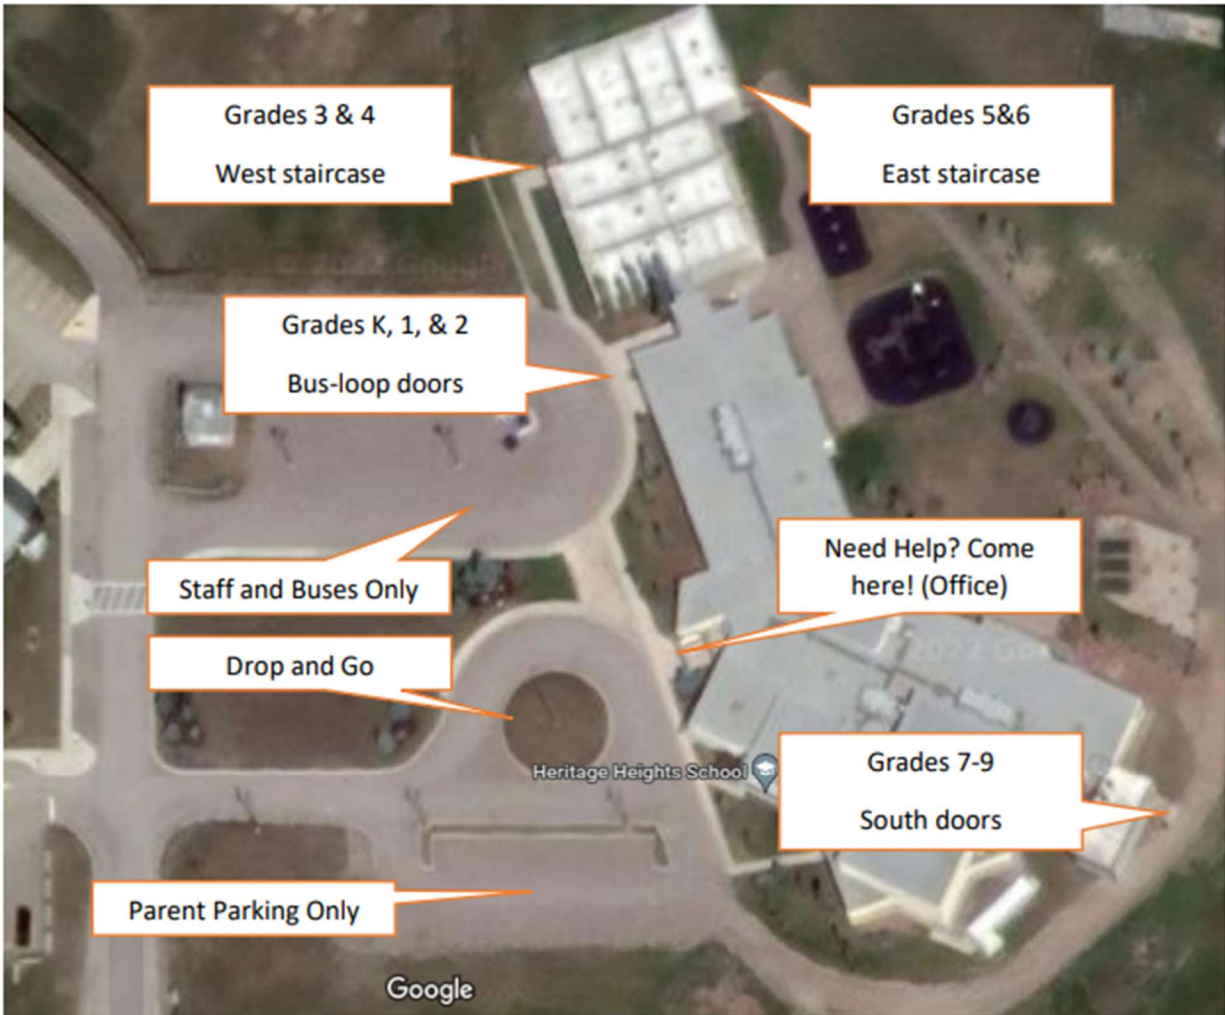 Grades 3 & 4
West staircase
Grades 5&6
East staircase
Grades K, 1, & 2
Bus-loop doors
Need Help? Come
here! (Office)
Staff and Buses Only
Drop and Go
Heritage Heights School
Grades 7-9
South doors
Parent Parking Only
Google